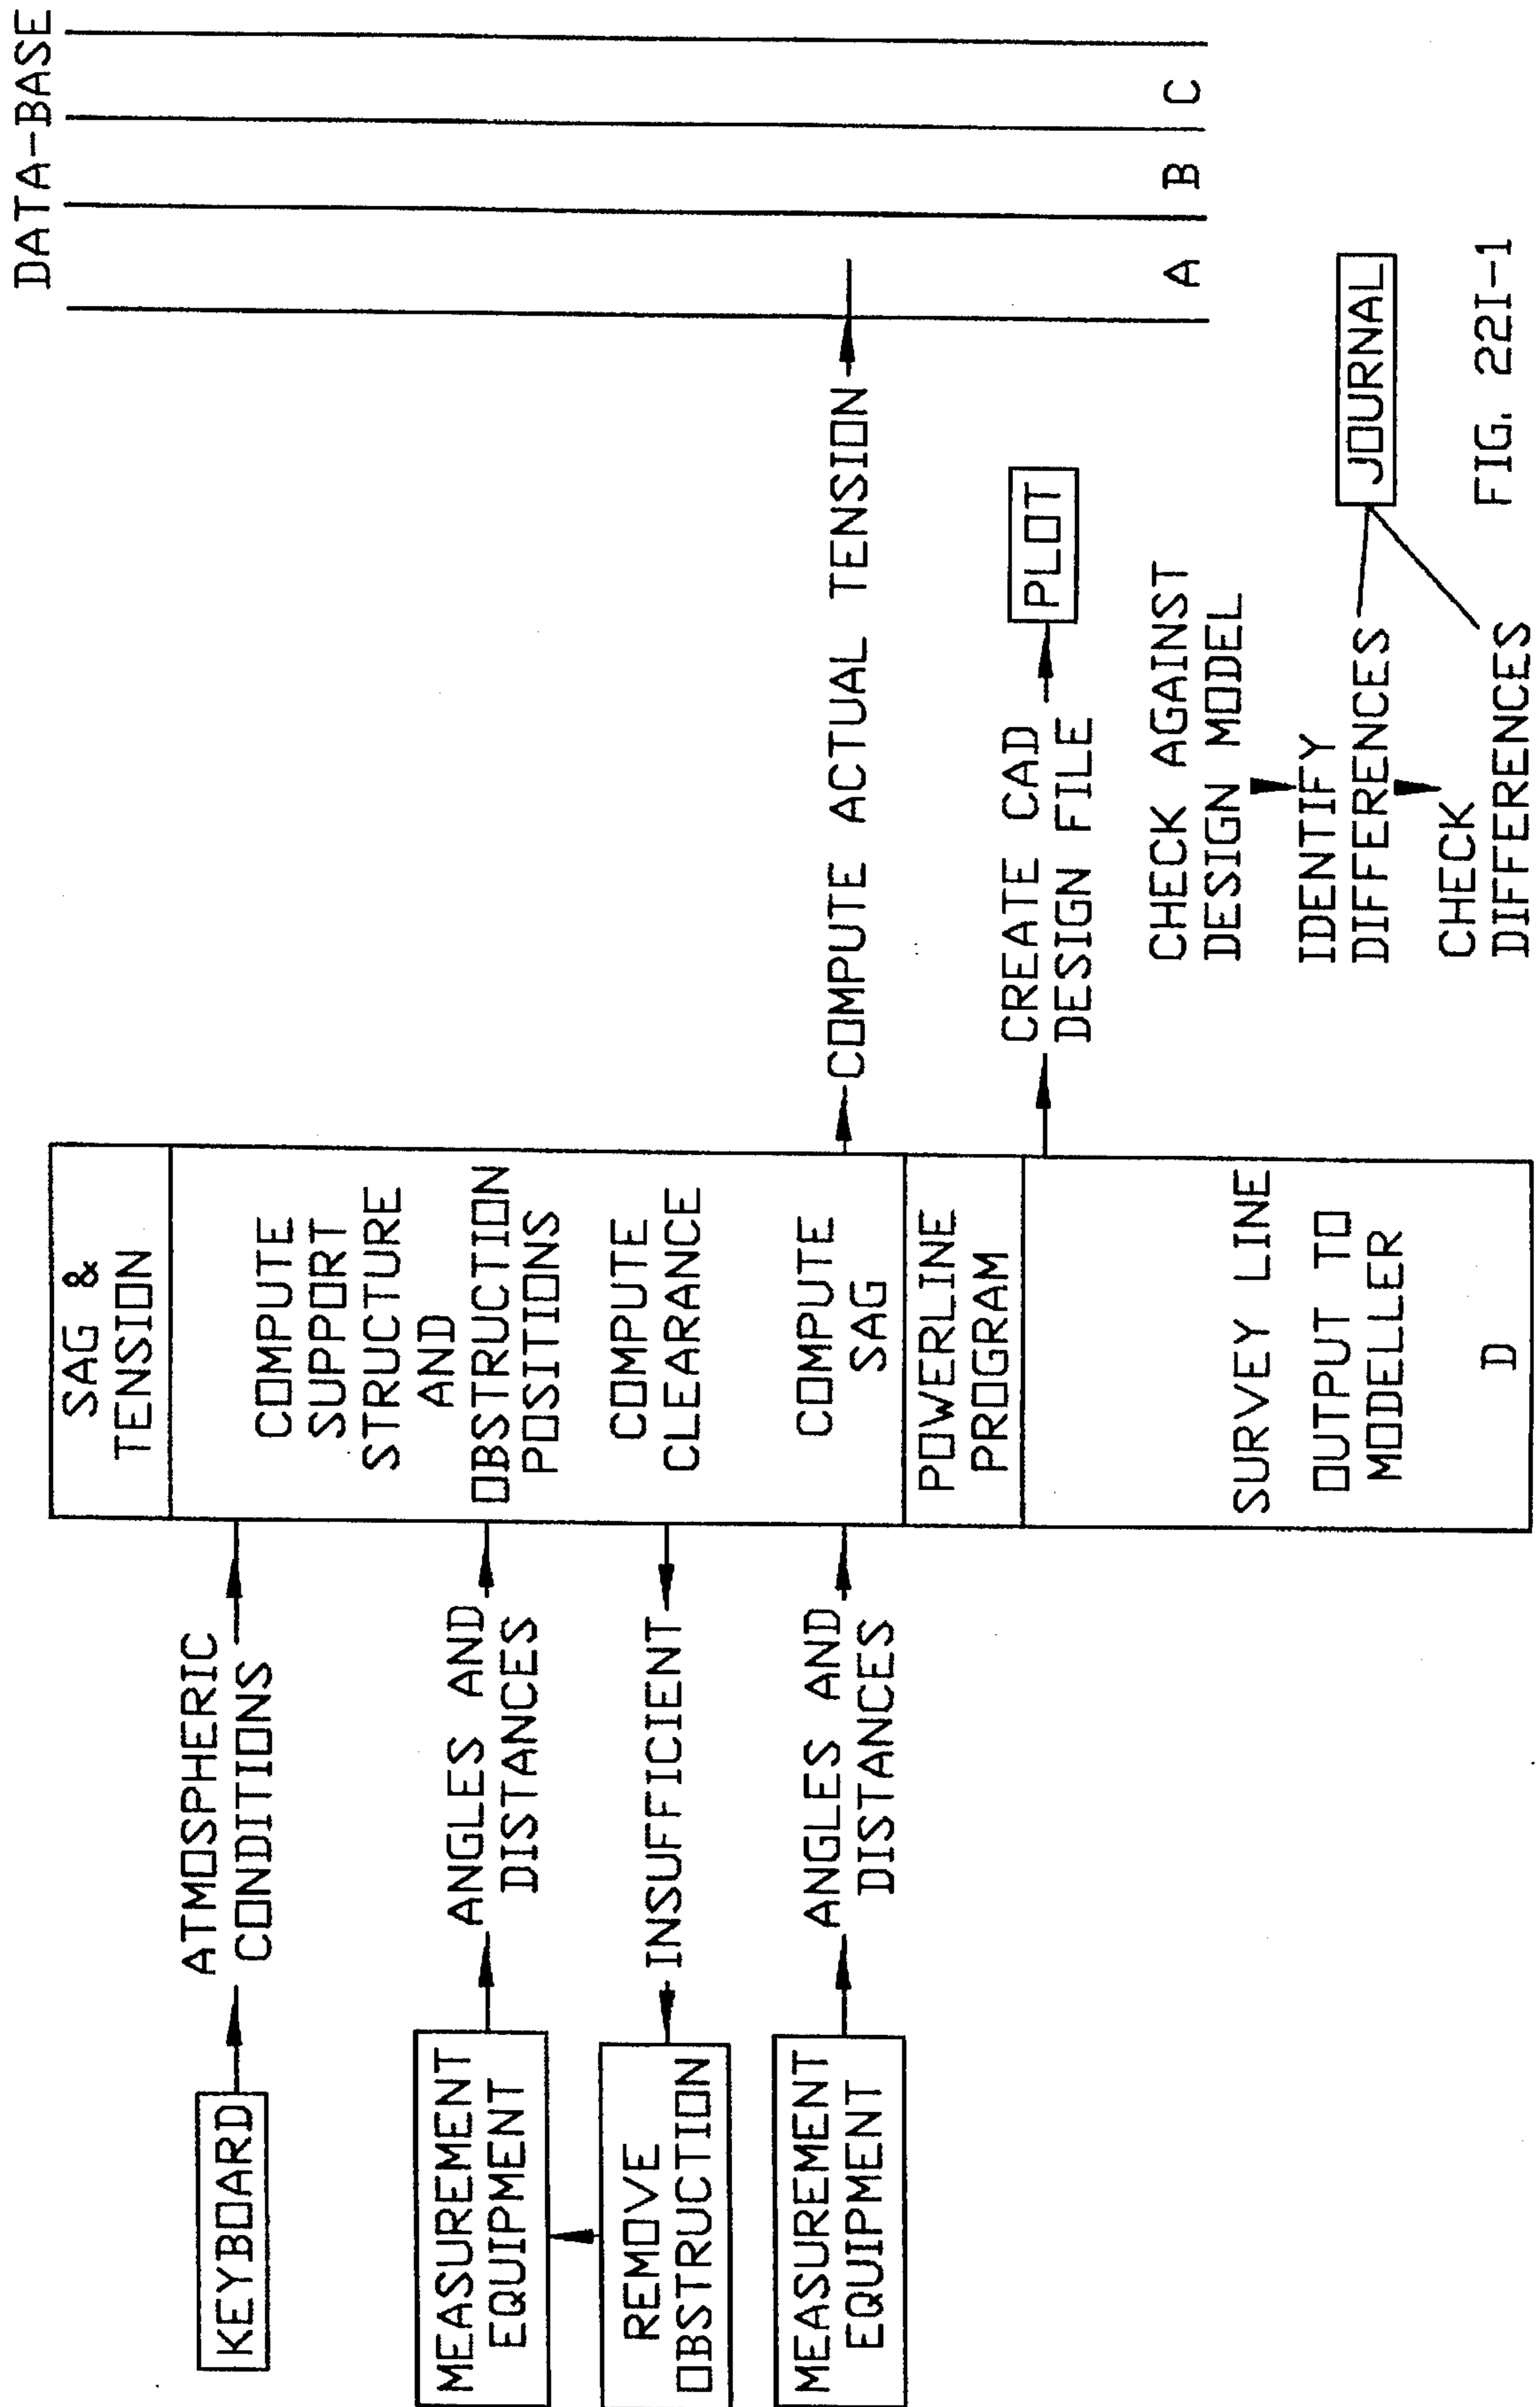 DATA-BASE
SAG &
TENSION
KEYBOARD
ATMOSPHERIC
CONDITIONS
COMPUTE
SUPPORT
STRUCTURE
AND
OBSTRUCTION
POSITIONS
MEASUREMENT
EQUIPMENT
ANGLES AND
DISTANCES
REMOVE
OBSTRUCTION
INSUFFICIENT
COMPUTE
CLEARANCE
MEASUREMENT
EQUIPMENT
ANGLES AND
DISTANCES
COMPUTE
SAG
COMPUTE ACTUAL TENSION
POWERLINE
PROGRAM
CREATE CAD
DESIGN FILE
PLOT
SURVEY LINE
OUTPUT TO
MODELLER
D
CHECK AGAINST
DESIGN MODEL
IDENTIFY
DIFFERENCES
CHECK
DIFFERENCES
JOURNAL
A
B
C
FIG. 22I-1